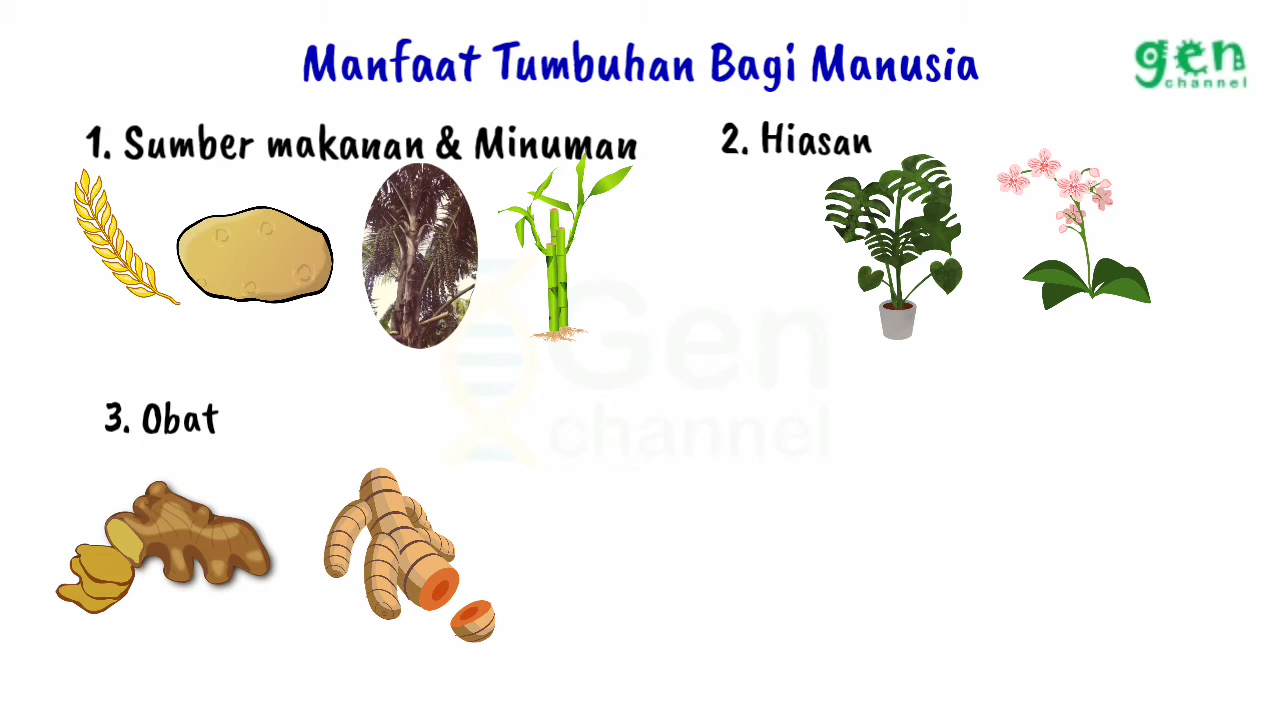 Manfaat Tumbuhan Bagi Manusia
gen
channel
1. Sumber makanan & Minuman
2. Hiasan
Gen
channel
3. Obat